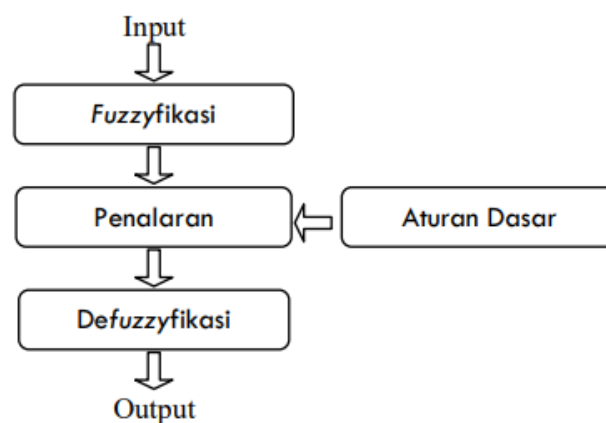 Input
Fuzzyfikasi
Penalaran
Aturan Dasar
Defuzzyfikasi
Output